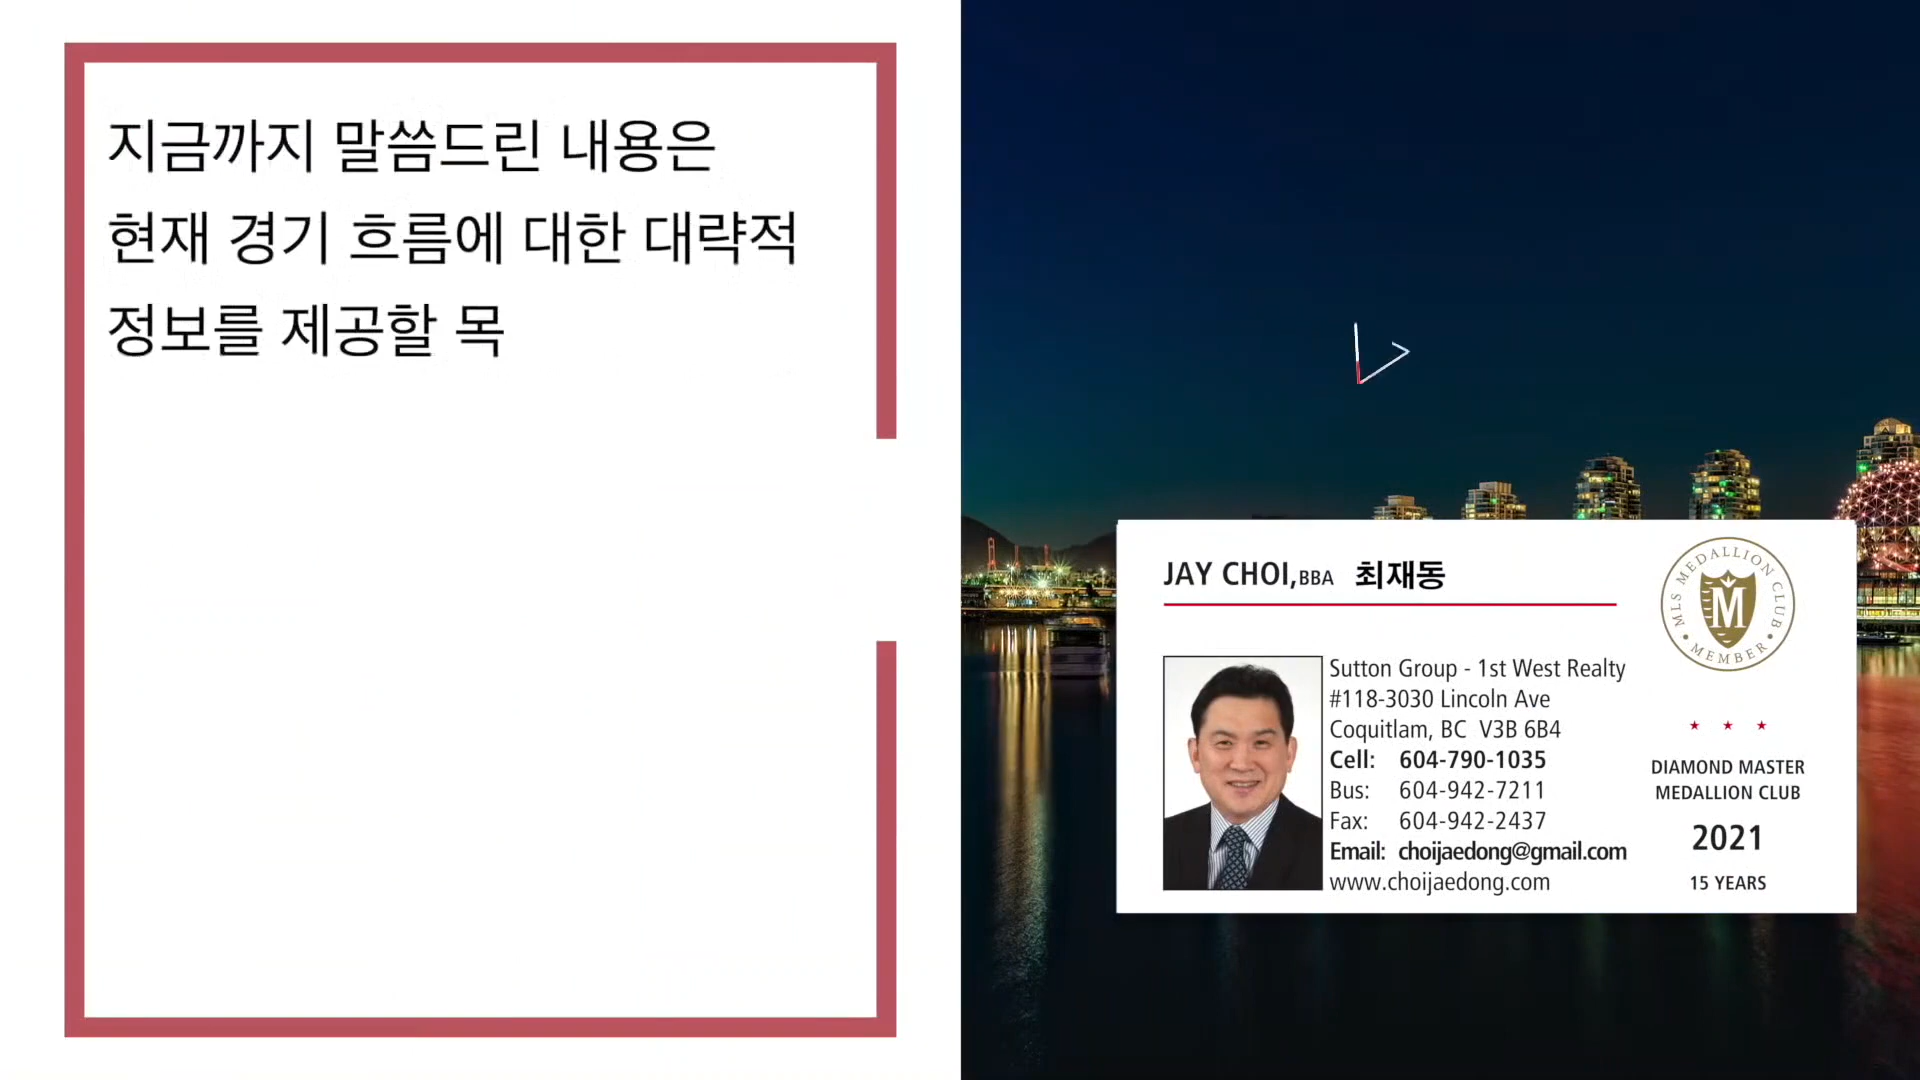 지금까지 말씀드린 내용은
현재 경기 흐름에 대한 대략적
정보를 제공할 목
JAY CHOI,BBA 최재동
Sutton Group - 1st West Realty
#118-3030 Lincoln Ave
Coquitlam, BC V3B 6B4
Cell: 604-790-1035
Bus: 604-942-7211
Fax: 604-942-2437
Email: choijaedong@gmail.com
www.choijaedong.com
MLS MEDALLION CLUB
M
MEMBER
DIAMOND MASTER
MEDALLION CLUB
2021
15 YEARS